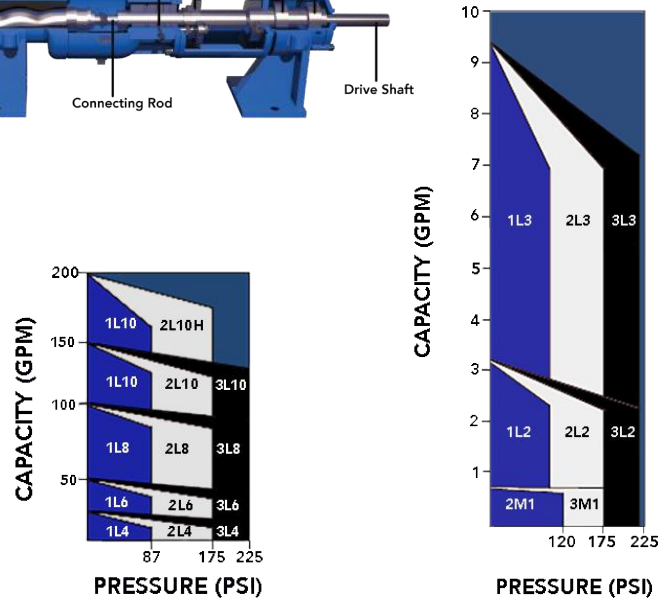 Connecting Rod
Drive Shaft
CAPACITY (GPM)
200
150
100
50
1L10
2L10H
1L10
2L10
3L10
1L8
2L8
3L8
1L6
2L6
3L6
1L4
2L4
3L4
87
175
225
PRESSURE (PSI)
CAPACITY (GPM)
10
9
8
7
6
5
4
3
2
1
1L3
2L3
3L3
1L2
2L2
3L2
2M1
3M1
120
175
225
PRESSURE (PSI)